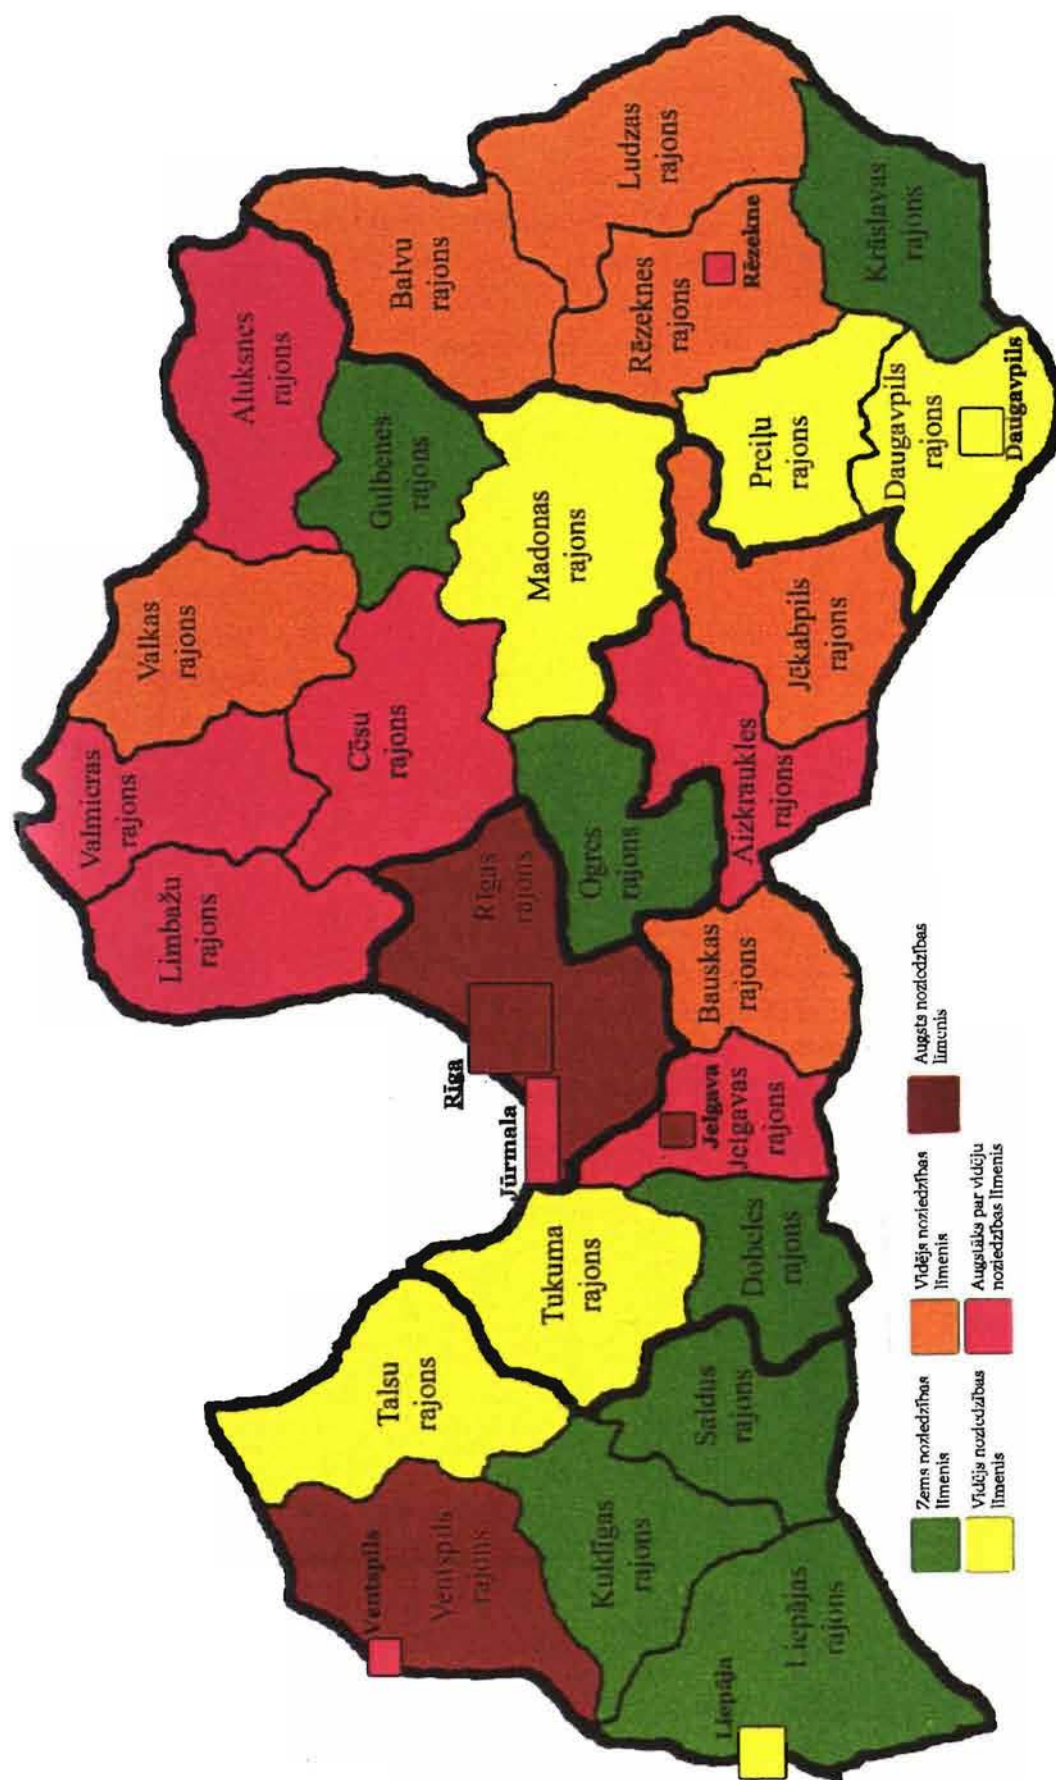 Ventspils
Ventspils
rajons
Talsu
rajons
Kuldīgas
rajons
Liepāja
Liepājas
rajons
Saldus
rajons
Tukuma
rajons
Dobeles
rajons
Jūrmala
Rīga
Rīgas
rajons
Jelgava
Jelgavas
rajons
Bauskas
rajons
Limbažu
rajons
Valmieras
rajons
Valkas
rajons
Cēsu
rajons
Ogres
rajons
Aizkraukles
rajons
Alūksnes
rajons
Gulbenes
rajons
Madonas
rajons
Jēkabpils
rajons
Balvu
rajons
Ludzas
rajons
Rēzeknes
rajons
Rēzekne
Preiļu
rajons
Daugavpils
rajons
Daugavpils
Krāslavas
rajons
Zems noziedzības
līmenis
Vidējs noziedzības
līmenis
Vidējs noziedzības
līmenis
Augstāks par vidēju
noziedzības līmenis
Augsts noziedzības
līmenis